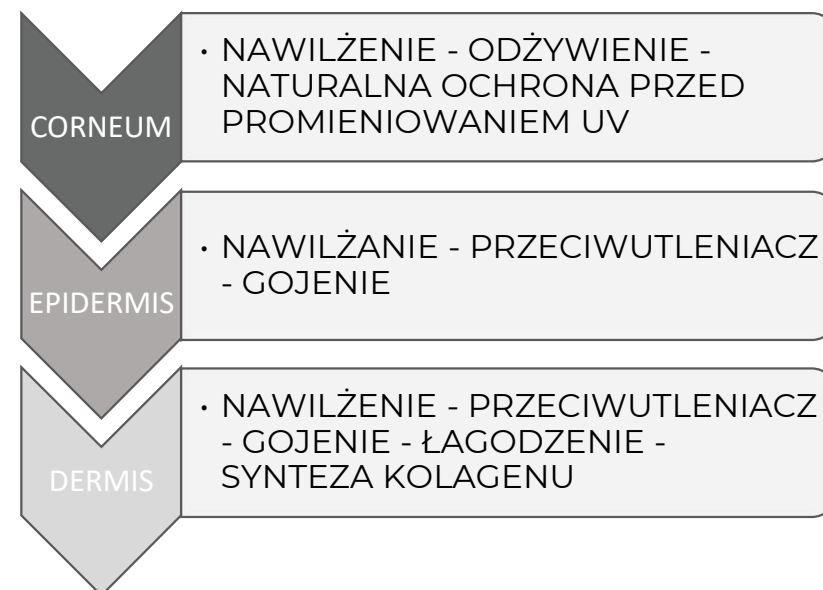 CORNEUM
• NAWILŻENIE - ODŻYWIENIE -
NATURALNA OCHRONA PRZED
PROMIENIOWANIEM UV
EPIDERMIS
• NAWILŻANIE - PRZECIWUTLENIACZ
- GOJENIE
DERMIS
• NAWILŻENIE - PRZECIWUTLENIACZ
- GOJENIE - ŁAGODZENIE -
SYNTEZA KOLAGENU